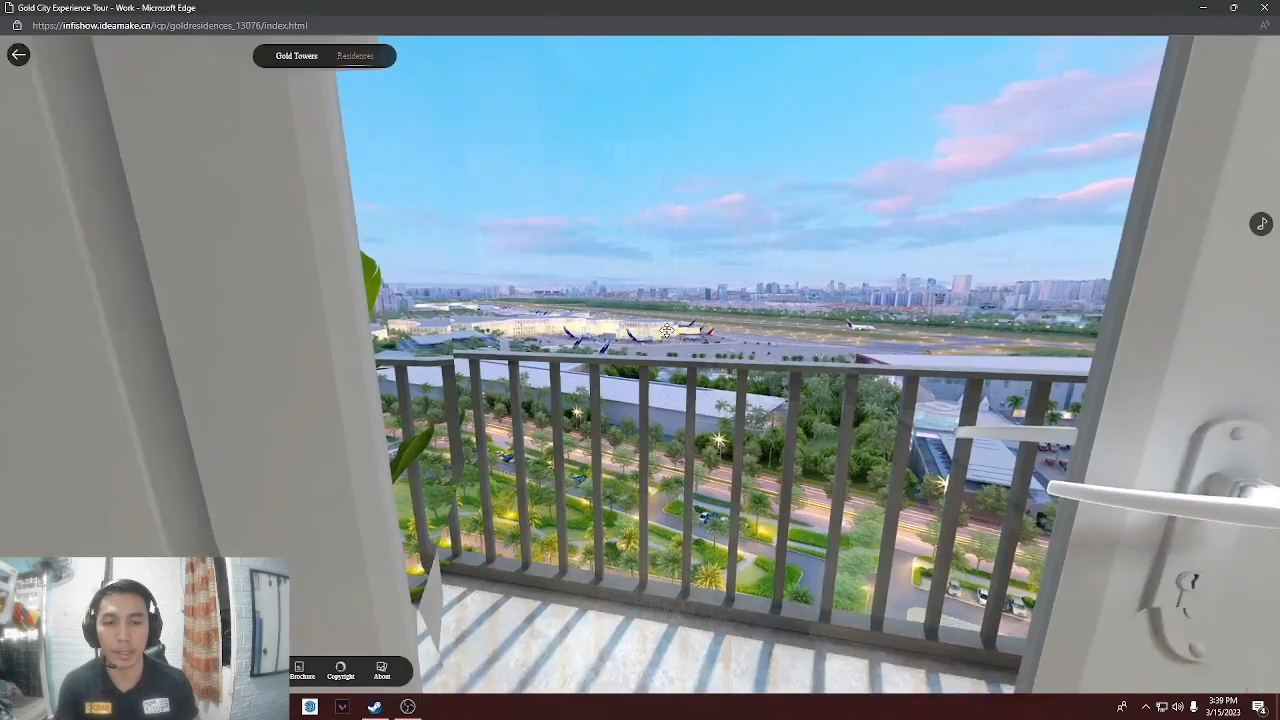 Gold City Experience Tour - Work - Microsoft Edge
https://infishow.ideamake.cn/icp/goldresidences_13076/index.html
Gold Towers
Residences
Brochure
Copyright
About
3:39 PM
3/15/2023